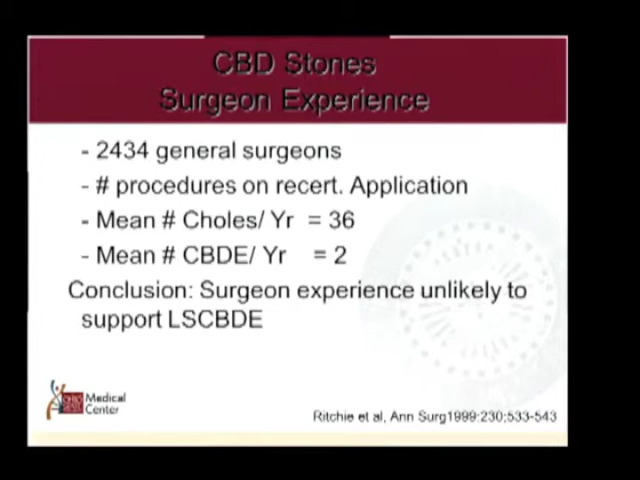 CBD Stones
Surgeon Experience
- 2434 general surgeons
- # procedures on recert. Application
- Mean # Choles/ Yr = 36
- Mean # CBDE/ Yr = 2
Conclusion: Surgeon experience unlikely to
support LSCBDE
Medical
Center
Ritchie et al, Ann Surg1999:230;533-543